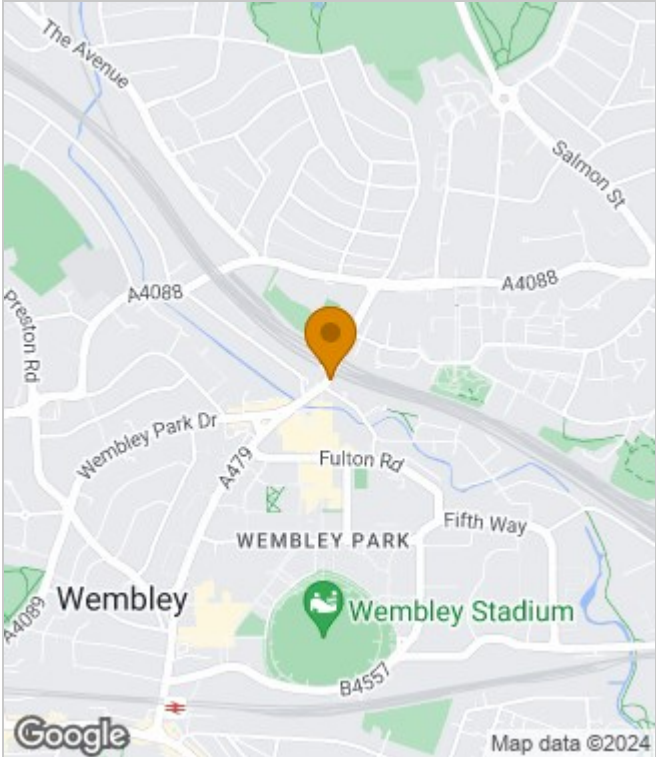 The Avenue
Salmon St
A4088
A4088
Preston Rd
Wembley Park Dr
A479
Fulton Rd
Fifth Way
WEMBLEY PARK
Wembley
Wembley Stadium
A4089
B4557
Google
Map data ©2024